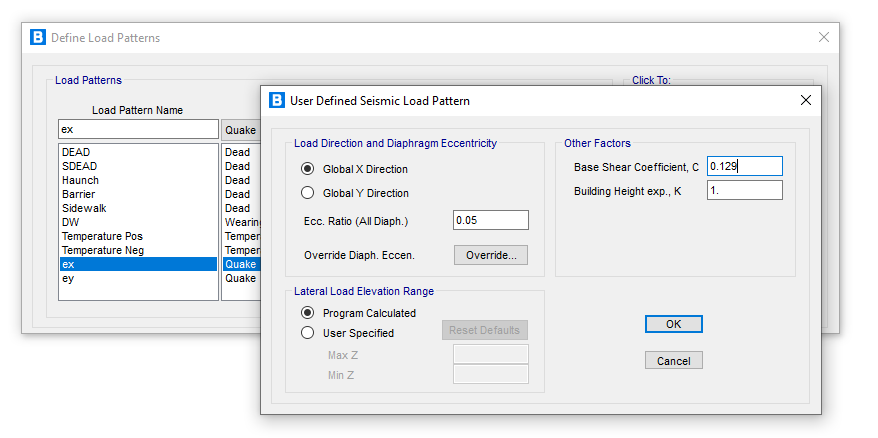 B Define Load Patterns
Load Patterns
Click To:
Load Pattern Name
ex
Quake
DEAD Dead
SDEAD Dead
Haunch Dead
Barrier Dead
Sidewalk Dead
DW Wearing
Temperature Pos
Temperature Neg
ex Quake
ey Quake
B User Defined Seismic Load Pattern
Load Direction and Diaphragm Eccentricity
Global X Direction
Global Y Direction
Ecc. Ratio (All Diaph.) 0.05
Override Diaph. Eccen. Override...
Other Factors
Base Shear Coefficient, C 0.129
Building Height exp., K 1.
Lateral Load Elevation Range
Program Calculated
User Specified Reset Defaults
Max Z
Min Z
OK
Cancel